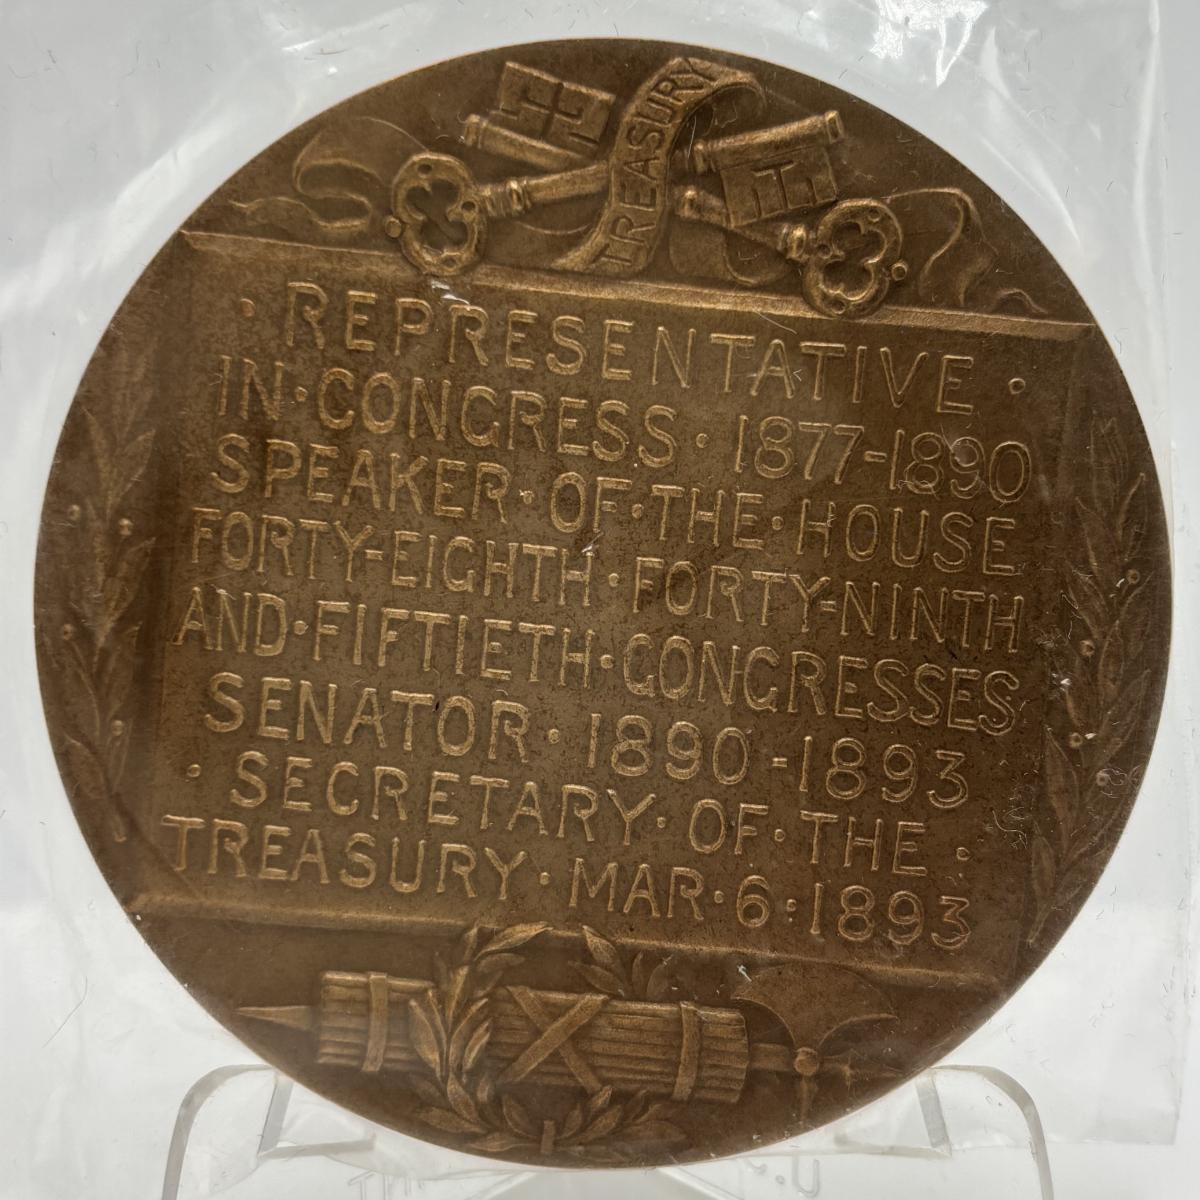 TREASURY
· REPRESENTATIVE ·
IN·CONGRESS · 1877-1890
SPEAKER · OF·THE·HOUSE
FORTY-EIGHTH·FORTY-NINTH
AND·FIFTIETH·CONGRESSES
SENATOR · 1890-1893
· SECRETARY· OF·THE ·
TREASURY · MAR·6:1893